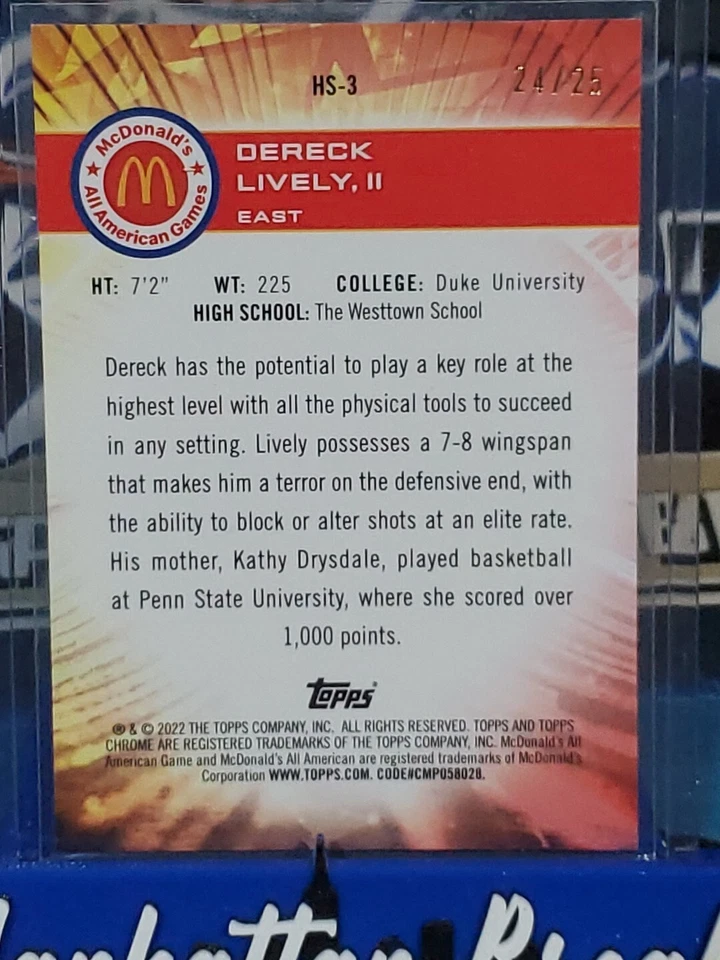 HS-3
24/25
McDonald's
All American Games
DERECK
LIVELY, II
EAST
HT: 7'2" WT: 225 COLLEGE: Duke University
HIGH SCHOOL: The Westtown School
Dereck has the potential to play a key role at the
highest level with all the physical tools to succeed
in any setting. Lively possesses a 7-8 wingspan
that makes him a terror on the defensive end, with
the ability to block or alter shots at an elite rate.
His mother, Kathy Drysdale, played basketball
at Penn State University, where she scored over
1,000 points.
Topps
® & © 2022 THE TOPPS COMPANY, INC. ALL RIGHTS RESERVED. TOPPS AND TOPPS
CHROME ARE REGISTERED TRADEMARKS OF THE TOPPS COMPANY, INC. McDonald's All
American Game and McDonald's All American are registered trademarks of McDonald's
Corporation WWW.TOPPS.COM. CODE#CMP058028.